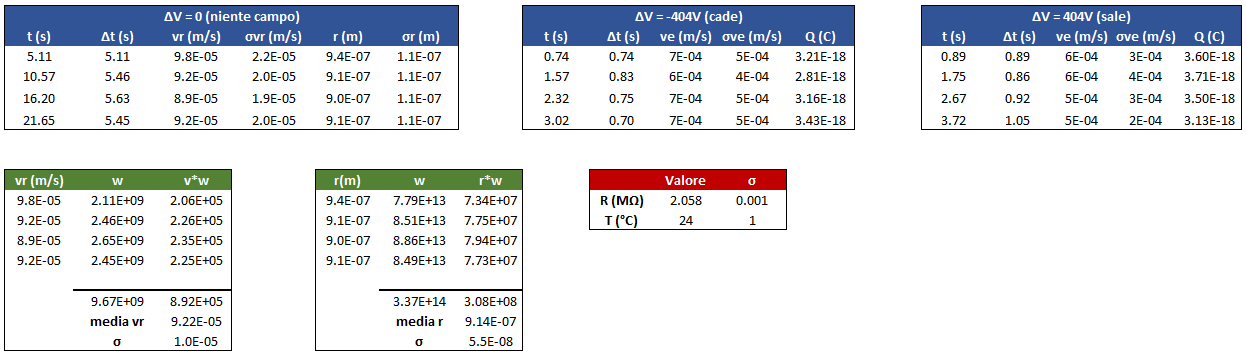 ΔV = 0 (niente campo)
t (s) Δt (s) vr (m/s) σvr (m/s) r (m) σr (m)
5.11 5.11 9.8E-05 2.2E-05 9.4E-07 1.1E-07
10.57 5.46 9.2E-05 2.0E-05 9.1E-07 1.1E-07
16.20 5.63 8.9E-05 1.9E-05 9.0E-07 1.1E-07
21.65 5.45 9.2E-05 2.0E-05 9.1E-07 1.1E-07
ΔV = -404V (cade)
t (s) Δt (s) ve (m/s) σve (m/s) Q (C)
0.74 0.74 7E-04 5E-04 3.21E-18
1.57 0.83 6E-04 4E-04 2.81E-18
2.32 0.75 7E-04 5E-04 3.16E-18
3.02 0.70 7E-04 5E-04 3.43E-18
ΔV = 404V (sale)
t (s) Δt (s) ve (m/s) σve (m/s) Q (C)
0.89 0.89 6E-04 3E-04 3.60E-18
1.75 0.86 6E-04 4E-04 3.71E-18
2.67 0.92 5E-04 3E-04 3.50E-18
3.72 1.05 5E-04 2E-04 3.13E-18
vr (m/s) w v*w
9.8E-05 2.11E+09 2.06E+05
9.2E-05 2.46E+09 2.26E+05
8.9E-05 2.65E+09 2.35E+05
9.2E-05 2.45E+09 2.25E+05
9.67E+09 8.92E+05
media vr 9.22E-05
σ 1.0E-05
r(m) w r*w
9.4E-07 7.79E+13 7.34E+07
9.1E-07 8.51E+13 7.75E+07
9.0E-07 8.86E+13 7.94E+07
9.1E-07 8.49E+13 7.73E+07
3.37E+14 3.08E+08
media r 9.14E-07
σ 5.5E-08
Valore σ
R (MΩ) 2.058 0.001
T (°C) 24 1